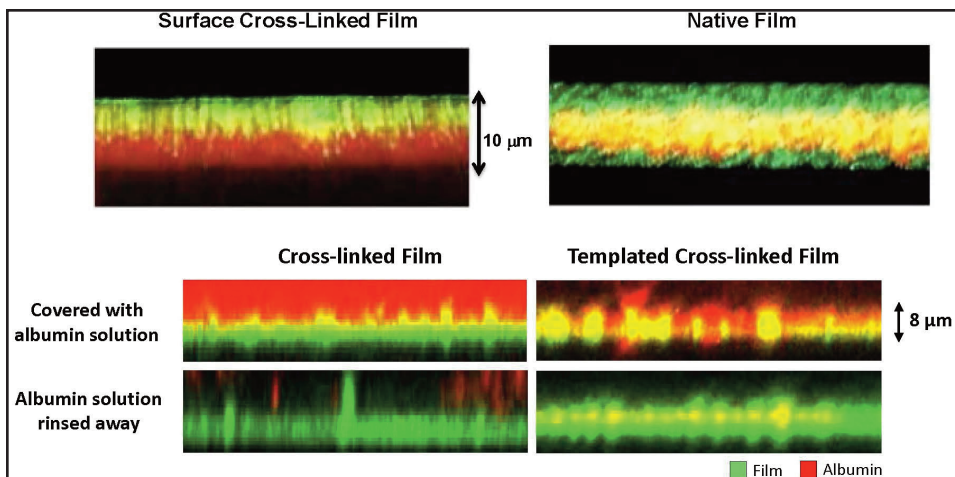 Surface Cross-Linked Film
Native Film
10 µm
Cross-linked Film
Templated Cross-linked Film
Covered with
albumin solution
8 µm
Albumin solution
rinsed away
Film
Albumin